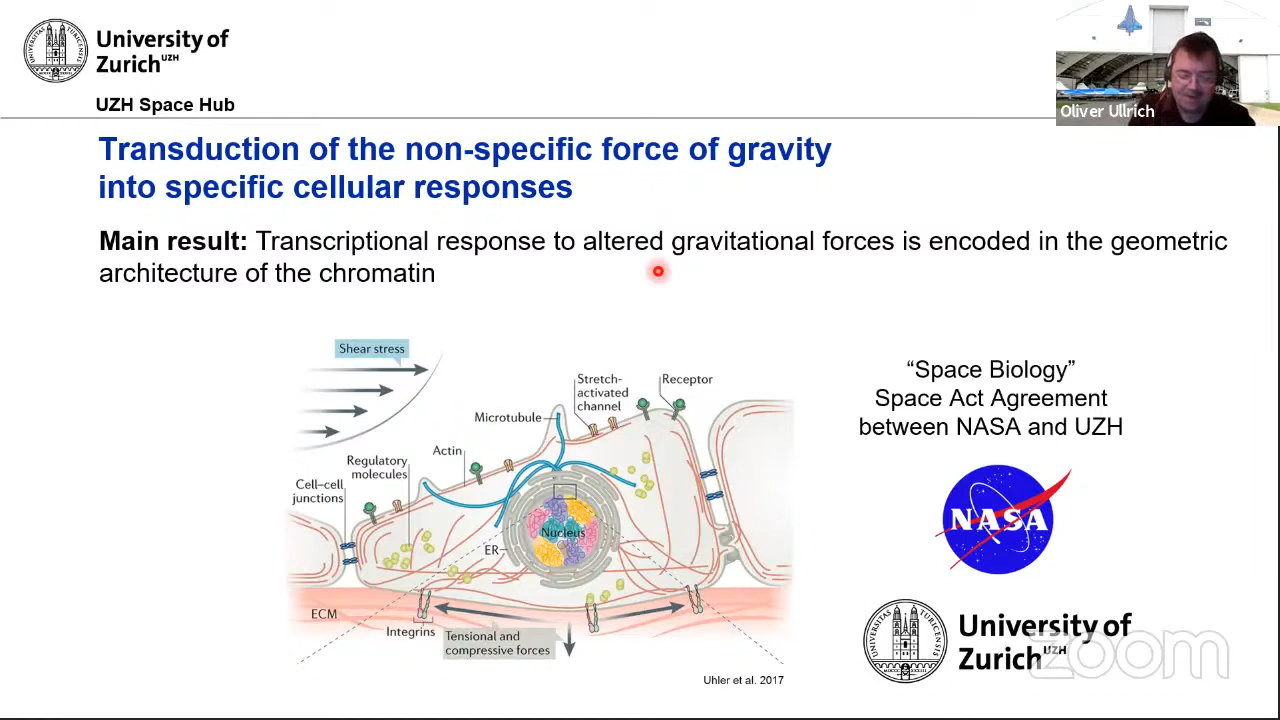 University of
Zurich UZH
UZH Space Hub
Oliver Ullrich
Transduction of the non-specific force of gravity
into specific cellular responses
Main result: Transcriptional response to altered gravitational forces is encoded in the geometric
architecture of the chromatin
Shear stress
Stretch-
activated
channel
Receptor
Microtubule
Actin
Regulatory
molecules
Cell–cell
junctions
Nucleus
ER
ECM
Integrins
Tensional and
compressive forces
Uhler et al. 2017
“Space Biology”
Space Act Agreement
between NASA and UZH
NASA
University of
Zurich UZH
zoom